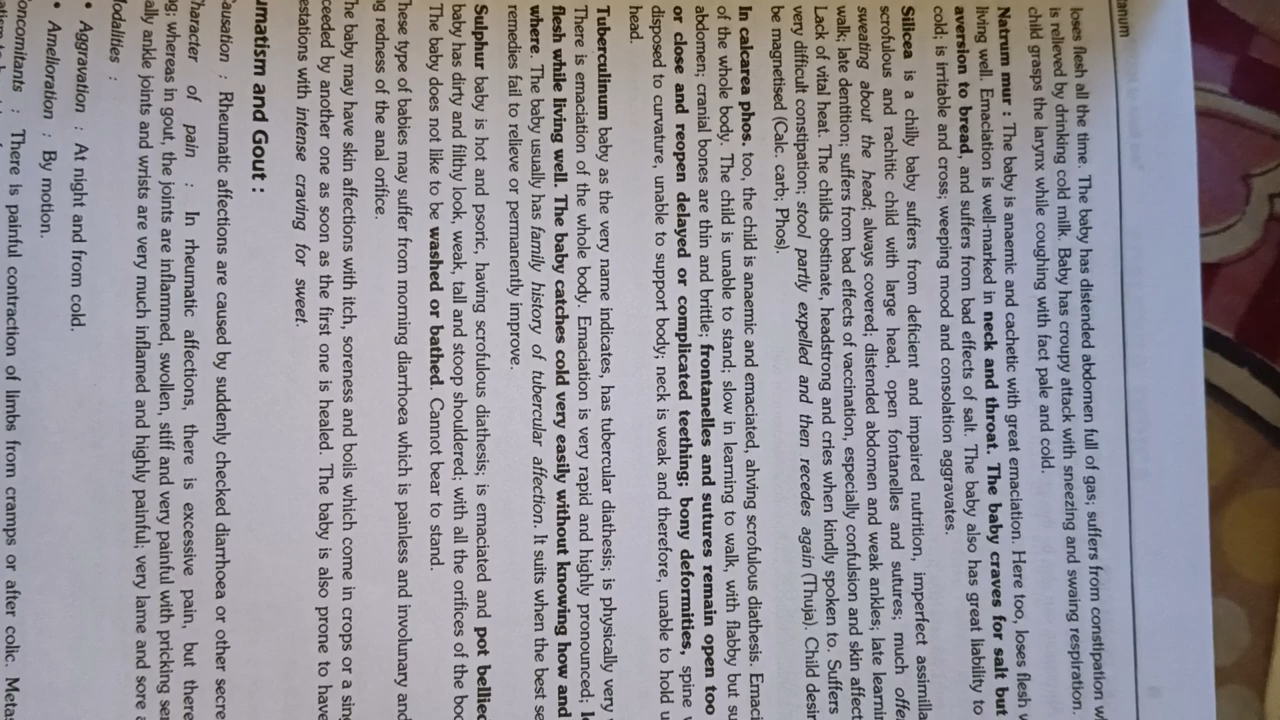 tanum
loses flesh all the time. The baby has distended abdomen full of gas; suffers from constipation w
is relieved by drinking cold milk. Baby has croupy attack with sneezing and swaing respiration.
child grasps the larynx while coughing with fact pale and cold.
Natrum mur : The baby is anaemic and cachetic with great emaciation. Here too, loses flesh w
living well. Emaciation is well-marked in neck and throat. The baby craves for salt but
aversion to bread, and suffers from bad effects of salt. The baby also has great liability to
cold; is irritable and cross; weeping mood and consolation aggravates.
Silicea is a chilly baby suffers from deficient and impaired nutrition, imperfect assimila
scrofulous and rachitic child with large head, open fontanelles and sutures; much offe
sweating about the head; always covered; distended abdomen and weak ankles; late learnin
walk; late dentition; suffers from bad effects of vaccination, especially confulsion and skin affect
Lack of vital heat. The childs obstinate, headstrong and cries when kindly spoken to. Suffers
very difficult constipation; stool partly expelled and then recedes again (Thuja). Child desir
be magnetised (Calc. carb; Phos).
In calcarea phos. too, the child is anaemic and emaciated, ahving scrofulous diathesis. Emaci
of the whole body. The child is unable to stand; slow in learning to walk, with flabby but su
abdomen; cranial bones are thin and brittle; frontanelles and sutures remain open too
or close and reopen delayed or complicated teething; bony deformities, spine
disposed to curvature, unable to support body; neck is weak and therefore, unable to hold u
head.
Tuberculinum baby as the very name indicates, has tubercular diathesis; is physically very
There is emaciation of the whole body. Emaciation is very rapid and highly pronounced; l
flesh while living well. The baby catches cold very easily without knowing how and
where. The baby usually has family history of tubercular affection. It suits when the best se
remedies fail to relieve or permanently improve.
Sulphur baby is hot and psoric, having scrofulous diathesis; is emaciated and pot bellied
baby has dirty and filthy look, weak, tall and stoop shouldered; with all the orifices of the boo
The baby does not like to be washed or bathed. Cannot bear to stand.
hese type of babies may suffer from morning diarrhoea which is painless and involunary and
g redness of the anal orifice.
he baby may have skin affections with itch, soreness and boils which come in crops or a sing
ceeded by another one as soon as the first one is healed. The baby is also prone to have
estations with intense craving for sweet.
umatism and Gout :
ausation : Rheumatic affections are caused by suddenly checked diarrhoea or other secre
haracter of pain : In rheumatic affections, there is excessive pain, but there
g; whereas in gout, the joints are inflammed, swollen, stiff and very painful with pricking ser
ally ankle joints and wrists are very much inflamed and highly painful; very lame and sore
lodalities :
• Aggravation : At night and from cold.
• Amelioration : By motion.
oncomitants : There is painful contraction of limbs from cramps or after colic. Metas